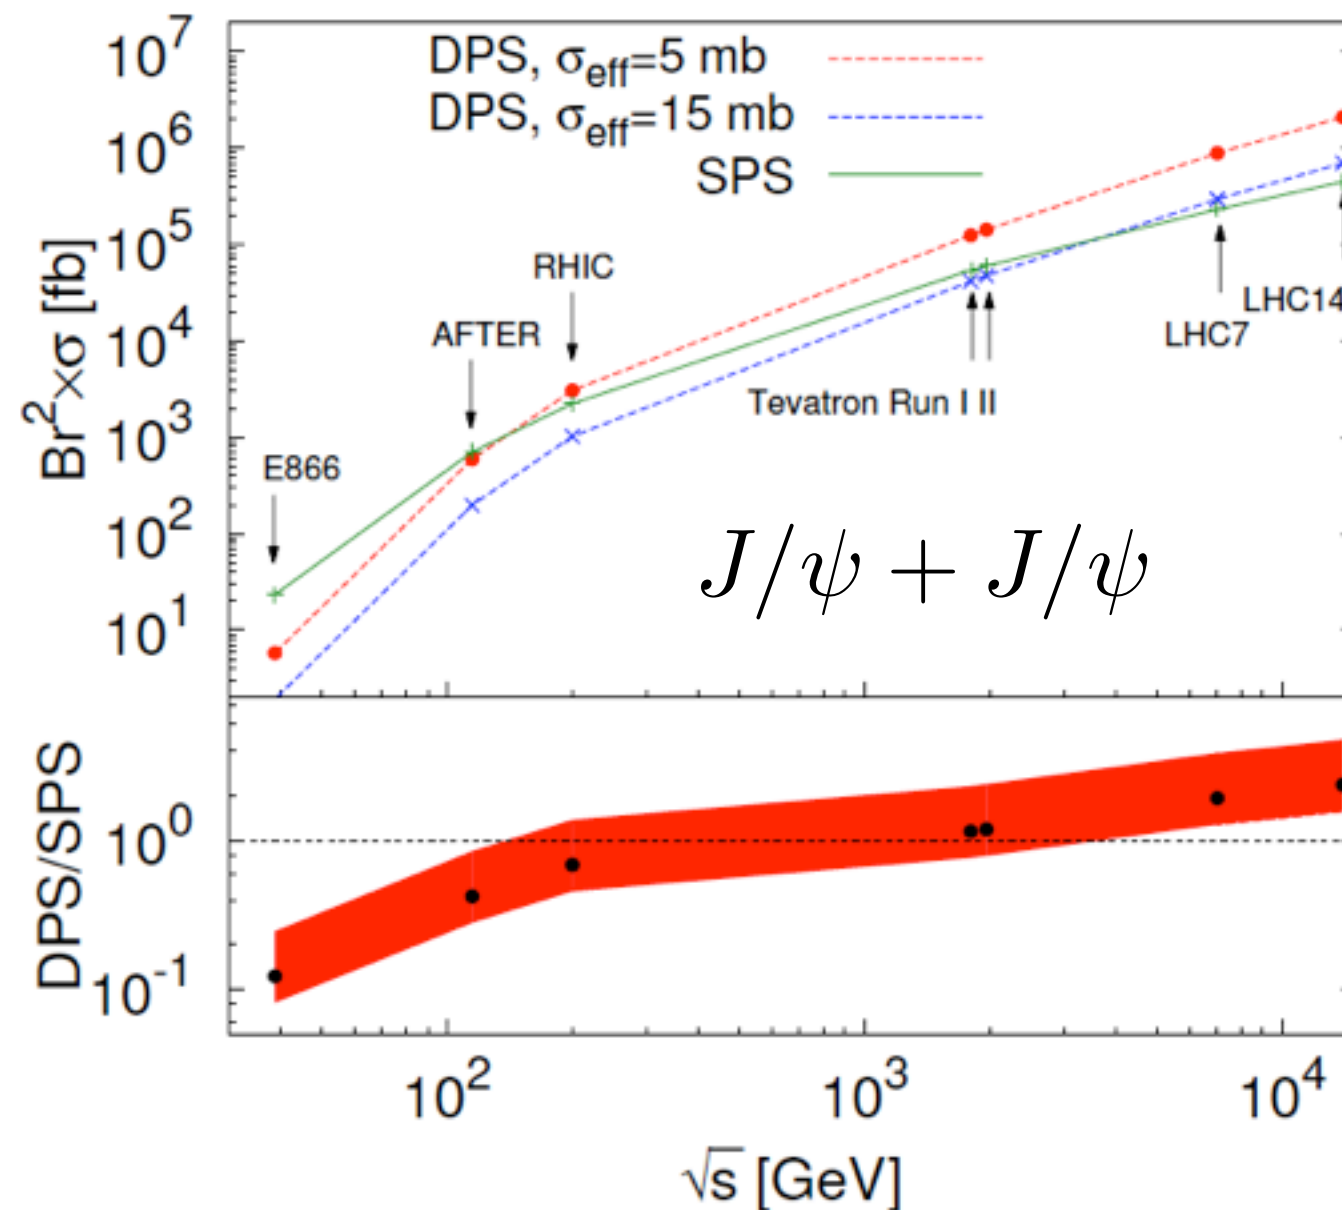 10^7
10^6
10^5
10^4
10^3
10^2
10^1
Br^2×σ [fb]
DPS, σ_eff=5 mb
DPS, σ_eff=15 mb
SPS
E866
AFTER
RHIC
Tevatron Run I II
LHC7
LHC14
J/ψ + J/ψ
DPS/SPS
10^0
10^-1
10^2
10^3
10^4
√s [GeV]